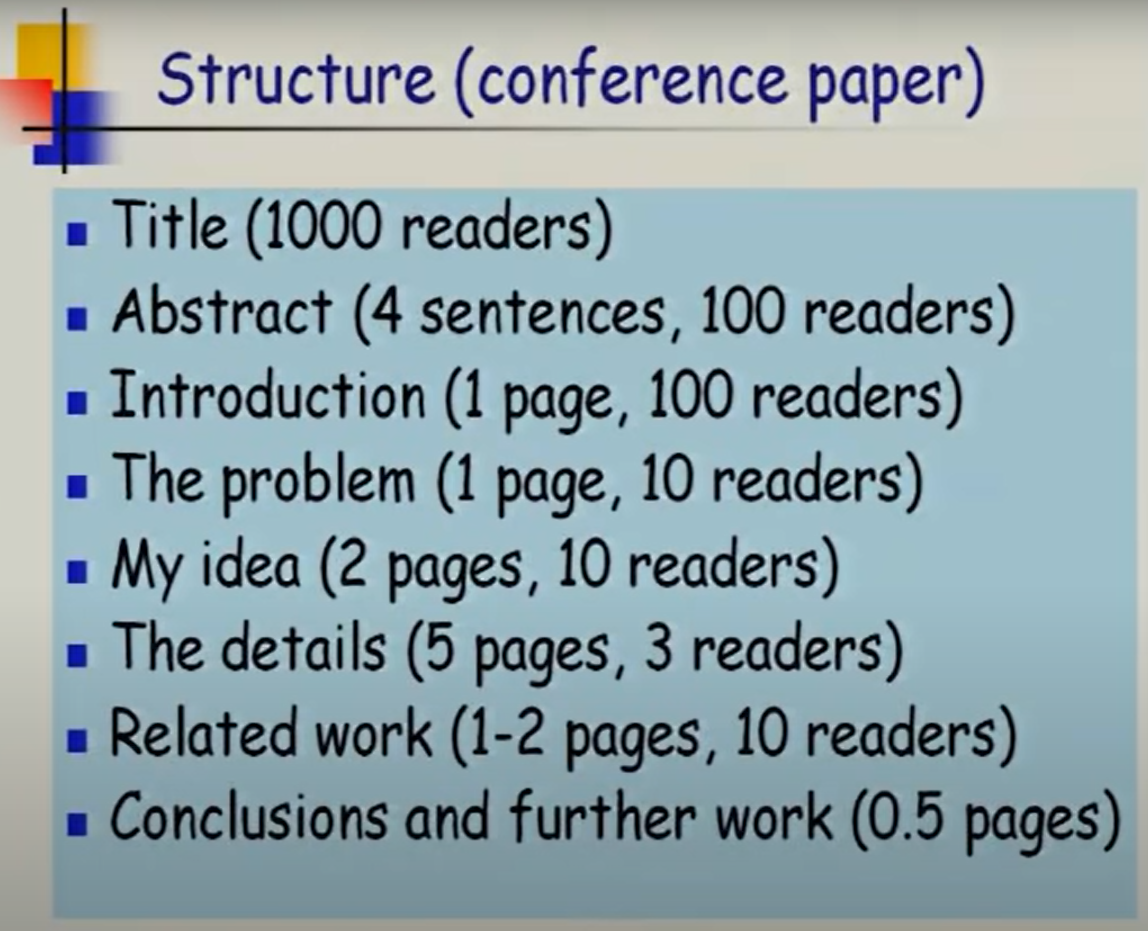 Structure (conference paper)
Title (1000 readers)
Abstract (4 sentences, 100 readers)
Introduction (1 page, 100 readers)
The problem (1 page, 10 readers)
My idea (2 pages, 10 readers)
The details (5 pages, 3 readers)
Related work (1-2 pages, 10 readers)
Conclusions and further work (0.5 pages)